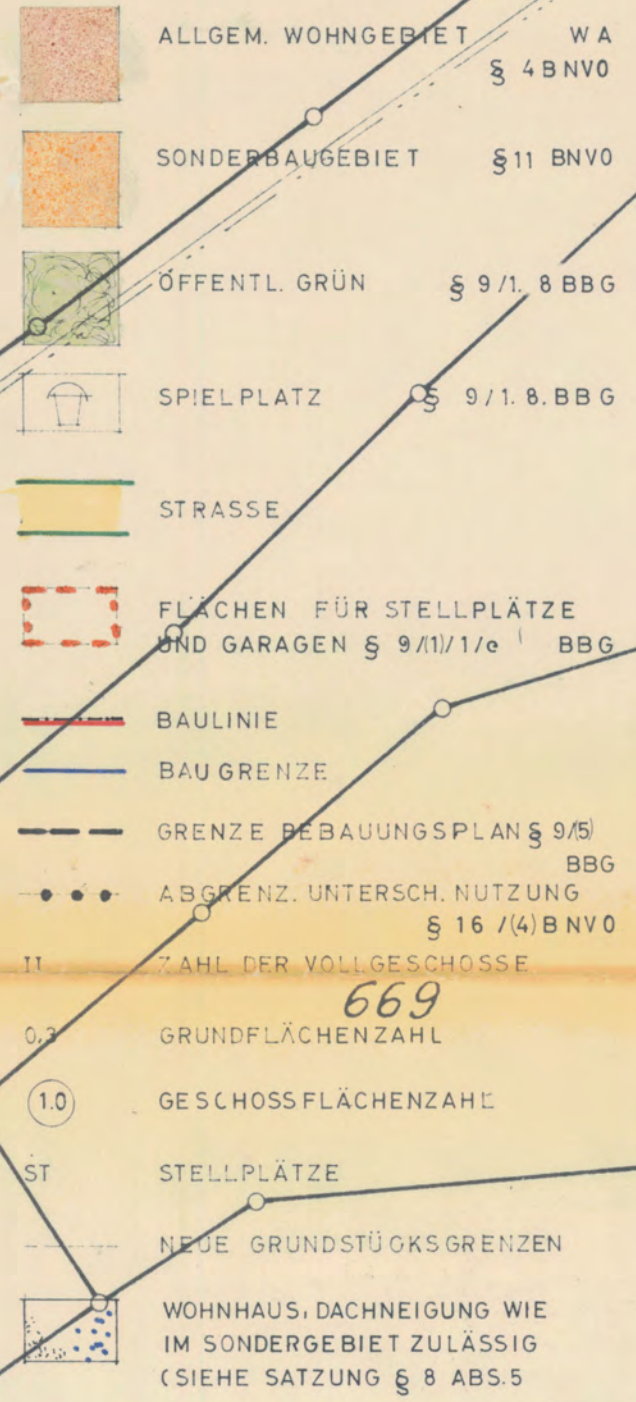 ALLGEM. WOHNGEBIET WA
§ 4 BNVO
SONDERBAUGEBIET § 11 BNVO
ÖFFENTL. GRÜN § 9/1. 8 BBG
SPIELPLATZ § 9/1. 8. BBG
STRASSE
FLÄCHEN FÜR STELLPLÄTZE
UND GARAGEN § 9/(1)/1/e BBG
BAULINIE
BAUGRENZE
GRENZE BEBAUUNGSPLAN § 9/(5)
BBG
ABGRENZ. UNTERSCH. NUTZUNG
§ 16 /(4) BNVO
II ZAHL DER VOLLGESCHOSSE
669
0,3 GRUNDFLÄCHENZAHL
1.0 GESCHOSSFLÄCHENZAHL
ST STELLPLÄTZE
NEUE GRUNDSTÜCKSGRENZEN
WOHNHAUS, DACHNEIGUNG WIE
IM SONDERGEBIET ZULÄSSIG
(SIEHE SATZUNG § 8 ABS.5